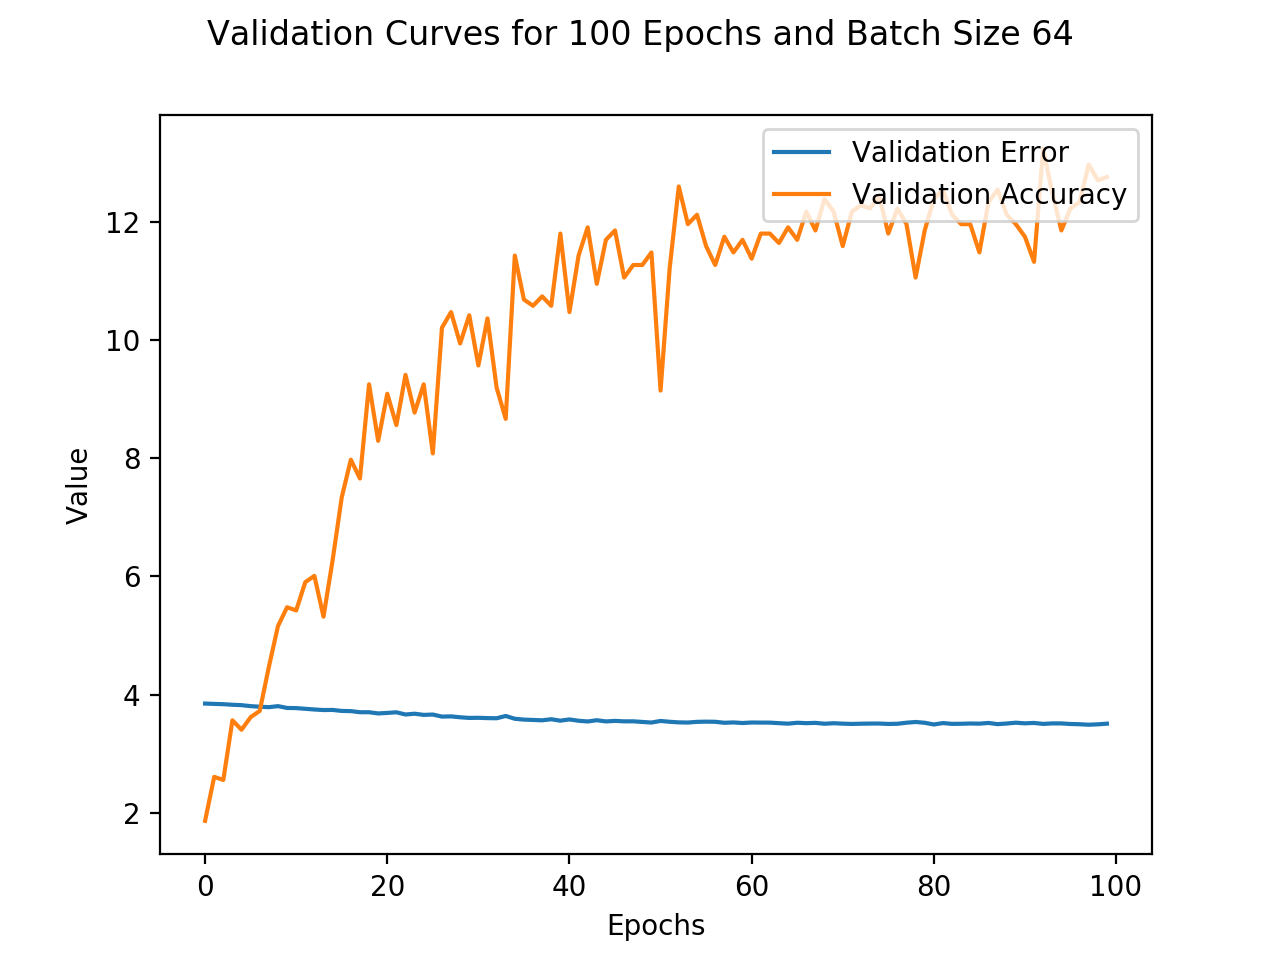 Validation Curves for 100 Epochs and Batch Size 64
Validation Error
Validation Accuracy
12
10
8
6
4
2
Value
0 20 40 60 80 100
Epochs